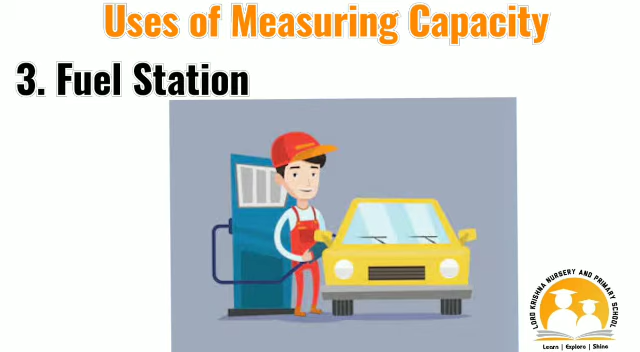 Uses of Measuring Capacity
3. Fuel Station
LORD KRISHNA NURSERY AND PRIMARY SCHOOL
Learn | Explore | Shine